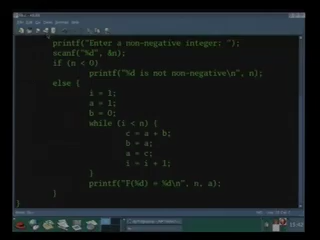 printf("Enter a non-negative integer: ");
scanf("%d", &n);
if (n < 0)
printf("%d is not non-negative\n", n);
else {
i = 1;
a = 1;
b = 0;
while (i < n) {
c = a + b;
b = a;
a = c;
i = i + 1;
}
printf("F(%d) = %d\n", n, a);
}
}